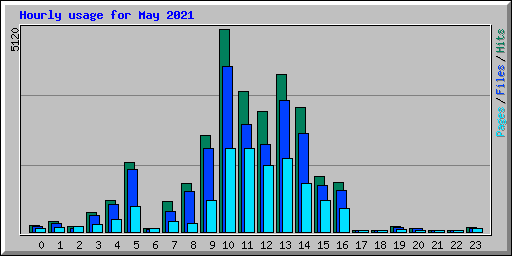 Hourly usage for May 2021
5120
Pages/Files/Hits
0 1 2 3 4 5 6 7 8 9 10 11 12 13 14 15 16 17 18 19 20 21 22 23